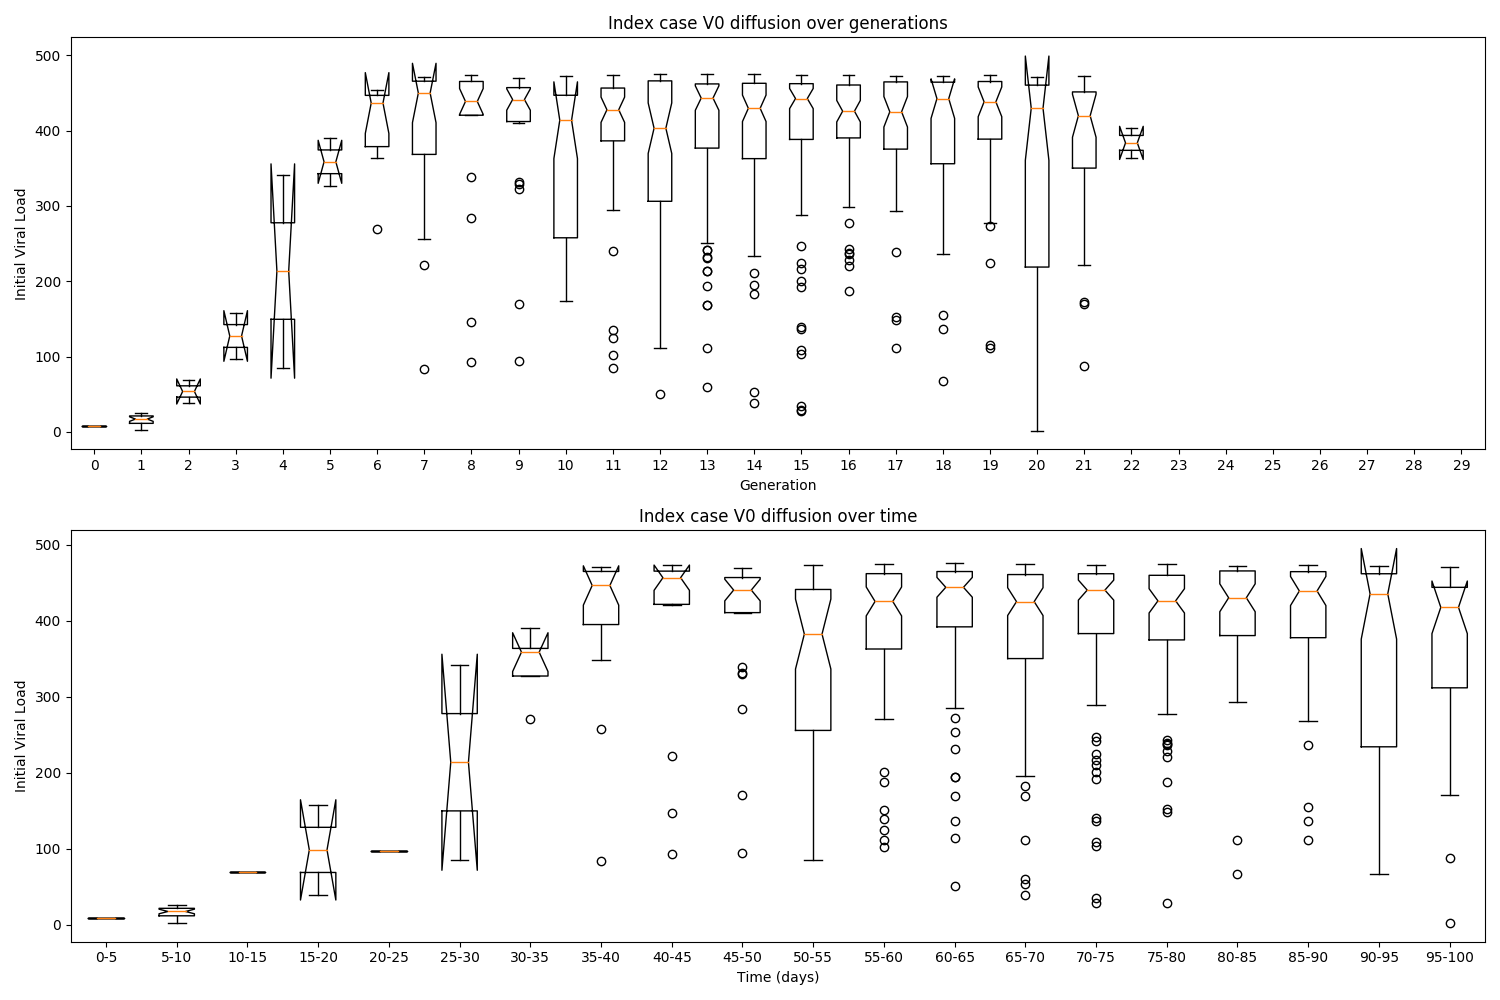 Index case V0 diffusion over generations
500
400
300
200
100
0
Initial Viral Load
0 1 2 3 4 5 6 7 8 9 10 11 12 13 14 15 16 17 18 19 20 21 22 23 24 25 26 27 28 29
Generation
Index case V0 diffusion over time
500
400
300
200
100
0
Initial Viral Load
0-5 5-10 10-15 15-20 20-25 25-30 30-35 35-40 40-45 45-50 50-55 55-60 60-65 65-70 70-75 75-80 80-85 85-90 90-95 95-100
Time (days)